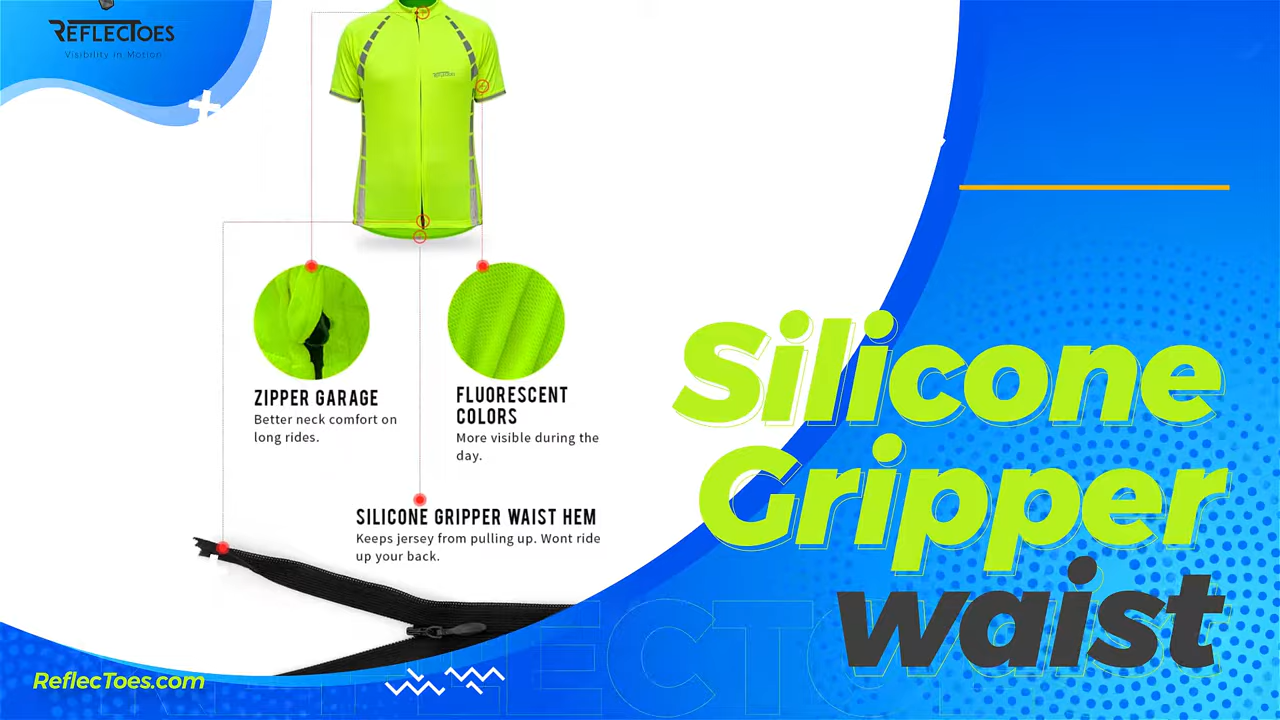 REFLECTOES
Visibility in Motion
REFLECTOES
ZIPPER GARAGE
Better neck comfort on
long rides.
FLUORESCENT
COLORS
More visible during the
day.
SILICONE GRIPPER WAIST HEM
Keeps jersey from pulling up. Wont ride
up your back.
Silicone
Gripper
waist
REFLECTO
ReflecToes.com